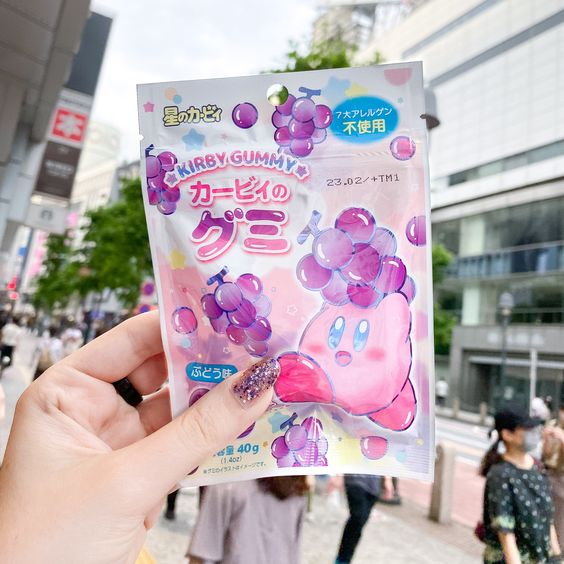 星のカービィ
7大アレルゲン
不使用
KIRBY GUMMY
カービィの
グミ
23.02/+TM1
ぶどう味
容量 40g
(1.4oz)
※グミのイラストはイメージです。
本